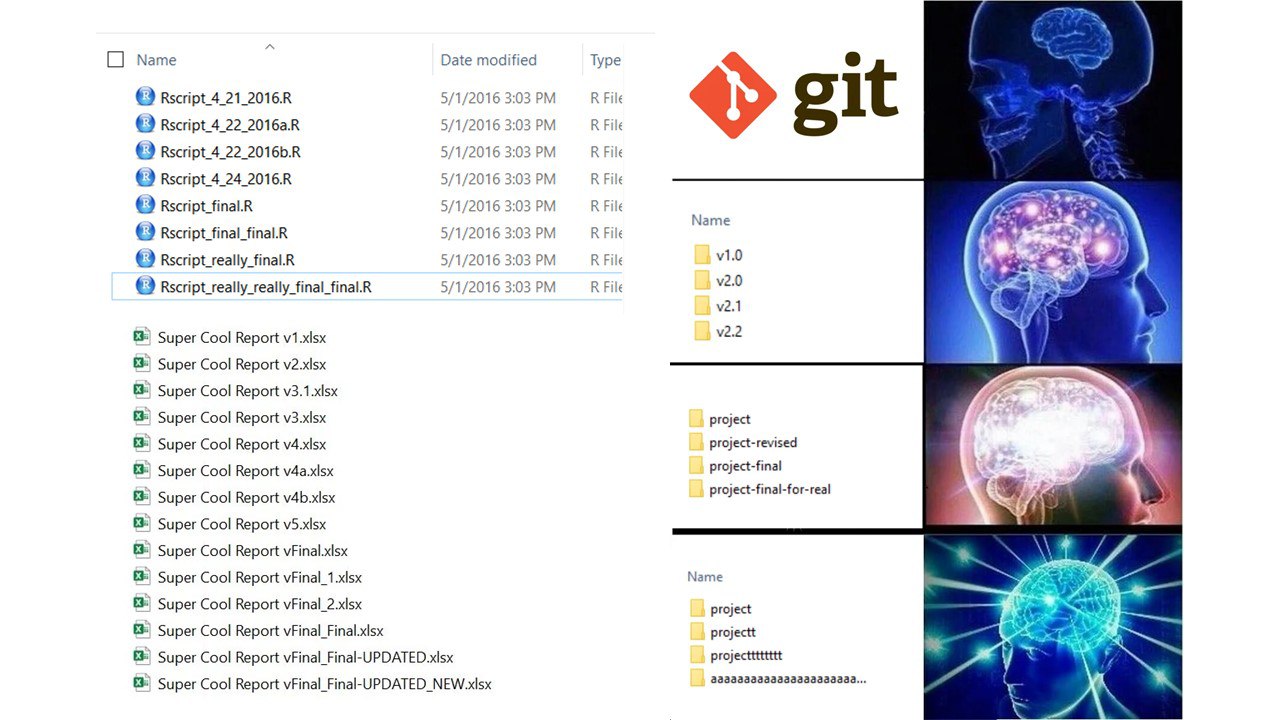 Name Date modified Type
Rscript_4_21_2016.R 5/1/2016 3:03 PM R File
Rscript_4_22_2016a.R 5/1/2016 3:03 PM R File
Rscript_4_22_2016b.R 5/1/2016 3:03 PM R File
Rscript_4_24_2016.R 5/1/2016 3:03 PM R File
Rscript_final.R 5/1/2016 3:03 PM R File
Rscript_final_final.R 5/1/2016 3:03 PM R File
Rscript_really_final.R 5/1/2016 3:03 PM R File
Rscript_really_really_final_final.R 5/1/2016 3:03 PM R File
Super Cool Report v1.xlsx
Super Cool Report v2.xlsx
Super Cool Report v3.1.xlsx
Super Cool Report v3.xlsx
Super Cool Report v4.xlsx
Super Cool Report v4a.xlsx
Super Cool Report v4b.xlsx
Super Cool Report v5.xlsx
Super Cool Report vFinal.xlsx
Super Cool Report vFinal_1.xlsx
Super Cool Report vFinal_2.xlsx
Super Cool Report vFinal_Final.xlsx
Super Cool Report vFinal_Final-UPDATED.xlsx
Super Cool Report vFinal_Final-UPDATED_NEW.xlsx
git
Name
v1.0
v2.0
v2.1
v2.2
project
project-revised
project-final
project-final-for-real
Name
project
projectt
projectttttttttt
aaaaaaaaaaaaaaaaaaaaaa...